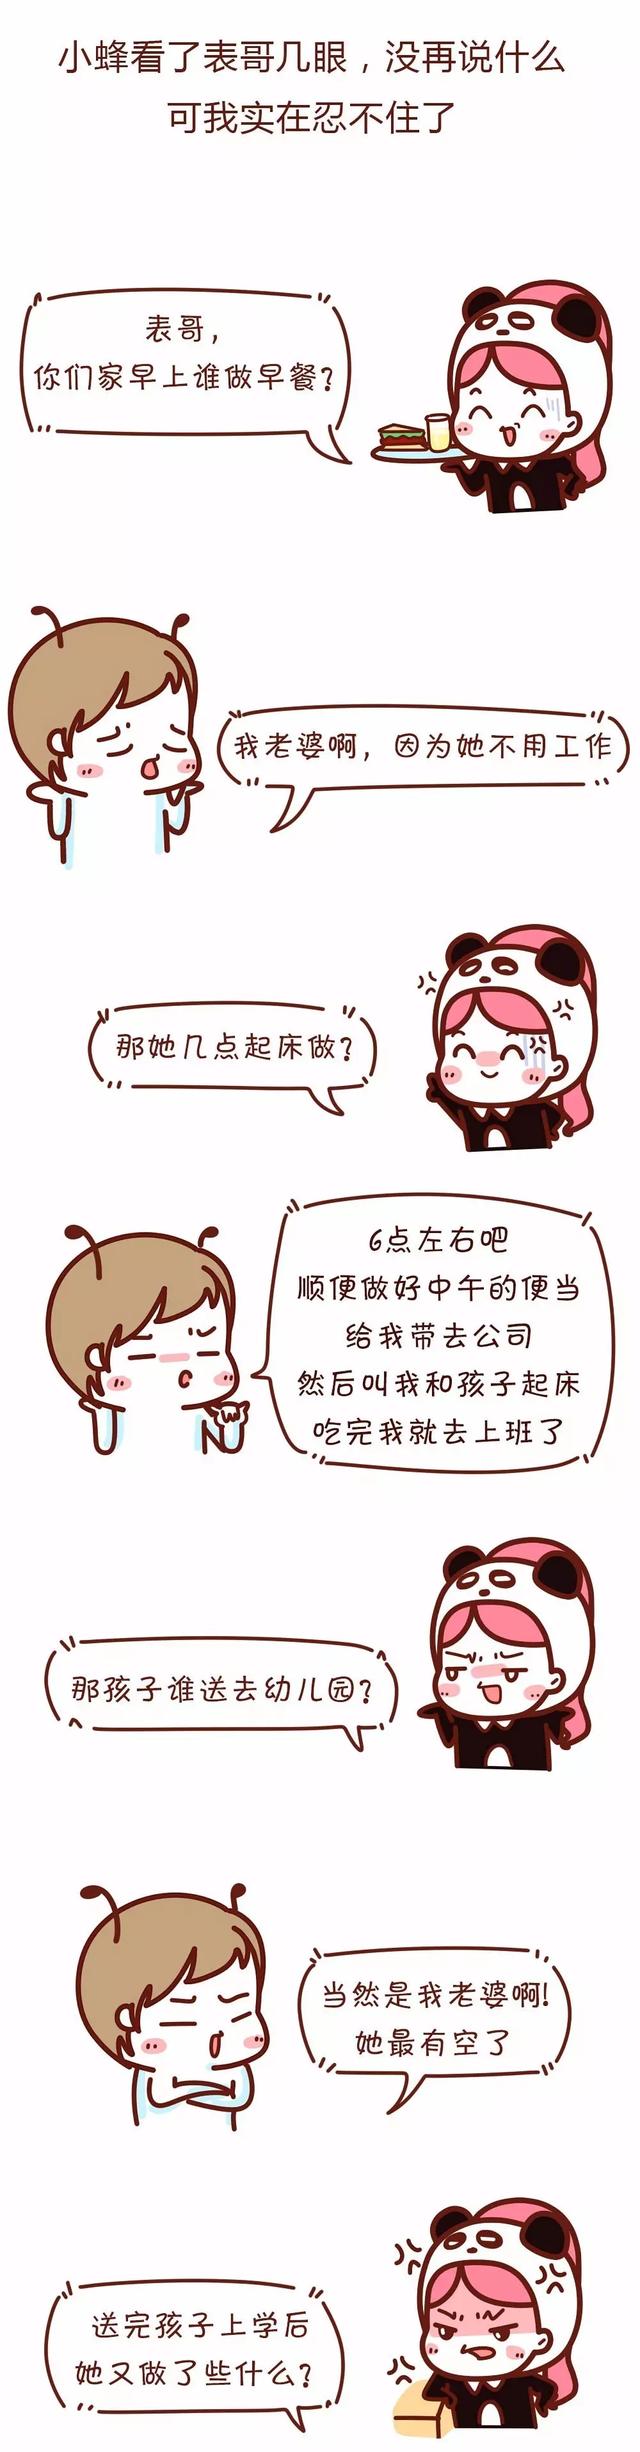 小蜂看了表哥几眼，没再说什么
可我实在忍不住了
表哥，
你们家早上谁做早餐？
我老婆啊，因为她不用工作
那她几点起床做？
6点左右吧
顺便做好中午的便当
给我带去公司
然后叫我和孩子起床
吃完我就去上班了
那孩子谁送去幼儿园？
当然是我老婆啊!
她最有空了
送完孩子上学后
她又做了些什么？